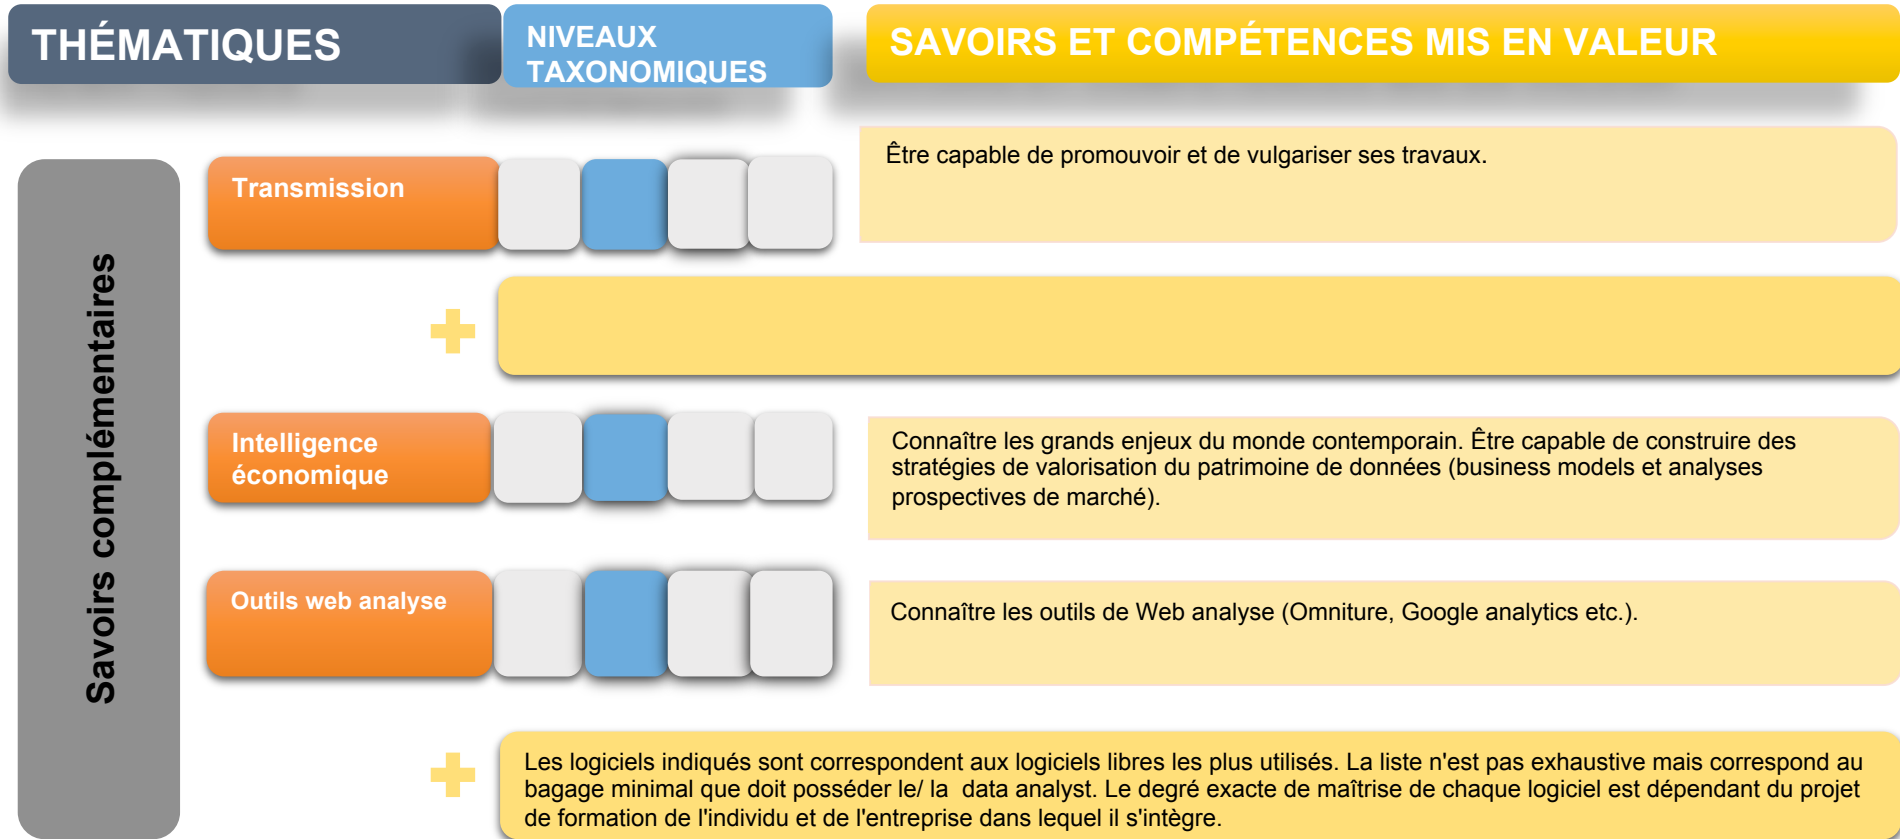 THÉMATIQUES
NIVEAUX
TAXONOMIQUES
SAVOIRS ET COMPÉTENCES MIS EN VALEUR
Savoirs complémentaires
Transmission
Être capable de promouvoir et de vulgariser ses travaux.
Intelligence
économique
Connaître les grands enjeux du monde contemporain. Être capable de construire des
stratégies de valorisation du patrimoine de données (business models et analyses
prospectives de marché).
Outils web analyse
Connaître les outils de Web analyse (Omniture, Google analytics etc.).
Les logiciels indiqués sont correspondent aux logiciels libres les plus utilisés. La liste n'est pas exhaustive mais correspond au
bagage minimal que doit posséder le/ la  data analyst. Le degré exacte de maîtrise de chaque logiciel est dépendant du projet
de formation de l'individu et de l'entreprise dans lequel il s'intègre.